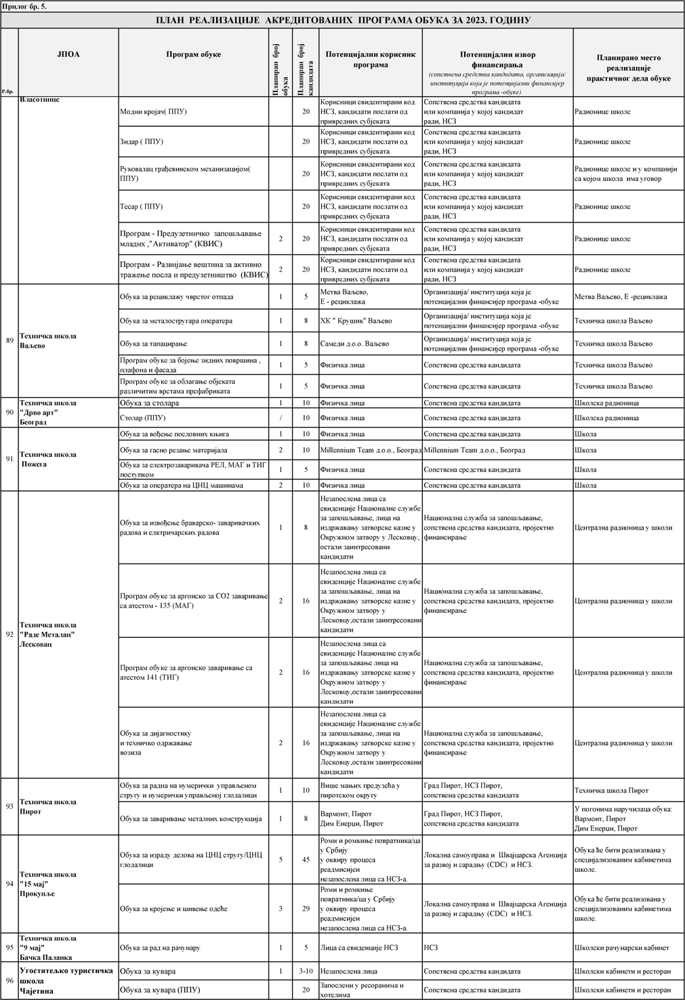 Прилог бр. 5.
ПЛАН РЕАЛИЗАЦИЈЕ АКРЕДИТОВАНИХ ПРОГРАМА ОБУКА ЗА 2023. ГОДИНУ
Р.бр.
ЈПОА
Програм обуке
Планиран број
обука
Планиран број
кандидата
Потенцијални корисник
програма
Потенцијални извор
финансирања
(сопствена средства кандидата, организација/
институција која је потенцијални финансијер
програма -обуке)
Планирано место
реализације
практичног дела обуке
Власотинце
Модни кројач( ППУ)
20
Корисници евидентирани код
НСЗ, кандидати послати од
привредних субјеката
Сопствена средства кандидата
или компанија у којој кандидат
ради, НСЗ
Радионице школе
Зидар ( ППУ)
20
Корисници евидентирани код
НСЗ, кандидати послати од
привредних субјеката
Сопствена средства кандидата
или компанија у којој кандидат
ради, НСЗ
Радионице школе
Руковалац грађевинском механизацијом(
ППУ)
20
Корисници евидентирани код
НСЗ, кандидати послати од
привредних субјеката
Сопствена средства кандидата
или компанија у којој кандидат
ради, НСЗ
Радионице школе и у компанији
са којом школа има уговор
Тесар ( ППУ)
20
Корисници евидентирани код
НСЗ, кандидати послати од
привредних субјеката
Сопствена средства кандидата
или компанија у којој кандидат
ради, НСЗ
Радионице школе
Програм - Предузетничко запошљавање
младих ,"Активатор" (КВИС)
2
20
Корисници евидентирани код
НСЗ, кандидати послати од
привредних субјеката
Сопствена средства кандидата
или компанија у којој кандидат
ради, НСЗ
Радионице школе
Програм - Развијање вештина за активно
тражење посла и предузетништво (КВИС)
2
20
Корисници евидентирани код
НСЗ, кандидати послати од
привредних субјеката
Сопствена средства кандидата
или компанија у којој кандидат
ради, НСЗ
Радионице школе
89
Техничка школа
Ваљево
Обука за рециклажу чврстог отпада
1
5
Метва Ваљево,
Е - рециклажа
Организација/ институција која је
потенцијални финансијер програма -обуке
Метва Ваљево, Е -рециклажа
Обука за металостругара оператера
1
8
ХК " Крушик" Ваљево
Организација/ институција која је
потенцијални финансијер програма -обуке
Техничка школа Ваљево
Обука за тапацирање
1
8
Самеди д.о.о. Ваљево
Организација/ институција која је
потенцијални финансијер програма -обуке
Техничка школа Ваљево
Програм обуке за бојење зидних површина ,
плафона и фасада
1
5
Физичка лица
Сопствена средства кандидата
Техничка школа Ваљево
Програм обуке за облагање објеката
различитим врстама префабриката
1
5
Физичка лица
Сопствена средства кандидата
Техничка школа Ваљево
90
Техничка школа
"Дрво арт"
Београд
Обука за столара
1
10
Физичка лица
Сопствена средства кандидата
Школска радионица
Столар (ППУ)
/
10
Физичка лица
Сопствена средства кандидата
Школска радионица
91
Техничка школа
Пожега
Обука за вођење пословних књига
1
10
Физичка лица
Сопствена средства кандидата
Школа
Обука за гасно резање материјала
2
10
Millennium Team д.о.о., Београд
Millennium Team д.о.о., Београд
Школа
Обука за електрозаваривача РЕЛ, МАГ и ТИГ
поступком
1
5
Физичка лица
Сопствена средства кандидата
Школа
Обука за оператера на ЦНЦ машинама
2
10
Физичка лица
Сопствена средства кандидата
Школа
92
Техничка школа
"Раде Металац"
Лесковац
Обука за извођење браварско- заваривачких
радова и елктричарских радова
1
8
Незапослена лица са
евиденције Националне службе
за запошљавање, лица на
издржавању затворске казне у
Окружном затвору у Лесковцу,
остали заинтресовани
кандидати
Национална служба за запошљавање,
сопствена средства кандидата, пројектно
финансирање
Централна радионица у школи
Програм обуке за аргонско за CO2 заваривање
са атестом - 135 (МАГ)
2
16
Незапослена лица са
евиденције Националне службе
за запошљавање, лица на
издржавању затворске казне у
Окружном затвору у
Лесковцу,остали заинтресовани
кандидати
Национална служба за запошљавање,
сопствена средства кандидата, пројектно
финансирање
Централна радионица у школи
Програм обуке за аргонско заваривање са
атестом 141 (ТИГ)
2
16
Незапослена лица са
евиденције Националне службе
за запошљавање лица на
издржавању затворске казне у
Окружном затвору у
Лесковцу,остали заинтресовани
кандидати
Национална служба за запошљавање,
сопствена средства кандидата, пројектно
финансирање
Централна радионица у школи
Обука за дијагностику
и техничко одржавање
возила
2
16
Незапослена лица са
евиденције Националне службе
за запошљавање, лица на
издржавању затворске казне у
Окружном затвору у
Лесковцу,остали заинтресовани
кандидати
Национална служба за запошљавање,
сопствена средства кандидата, пројектно
финансирање
Централна радионица у школи
93
Техничка школа
Пирот
Обука за радна на нумерички управљеном
стругу и нумерички управљеној глодалици
1
10
Више мањих предузећа у
пиротском округу
Град Пирот, НСЗ Пирот,
сопствена средства кандидата
Техничка школа Пирот
Обука за заваривање металних конструкција
1
8
Вармонт, Пирот
Дим Енерџи, Пирот
Град Пирот, НСЗ Пирот,
сопствена средства кандидата
У погонима наручилаца обука:
Вармонт, Пирот
Дим Енерџи, Пирот
94
Техничка школа
"15 мај"
Прокупље
Обука за израду делова на ЦНЦ стругу/ЦНЦ
глодалици
5
45
Роми и ромкиње повратника/ца
у Србију
у оквиру процеса
реадмисијеи
незапослена лица са НСЗ-а.
Локална самоуправа и Швајцарска Агенција
за развој и сарадњу (CDC) и НСЗ.
Обука ће бити реализована у
специјализованим кабинетима
школе.
Обука за кројење и шивење одеће
3
29
Роми и ромкиње
повратника/ца у Србију
у оквиру процеса
реадмисијеи
незапослена лица са НСЗ-а.
Локална самоуправа и Швајцарска Агенција
за развој и сарадњу (CDC) и НСЗ.
Обука ће бити реализована у
специјализованим кабинетима
школе.
95
Техничка школа
"9 мај"
Бачка Паланка
Обука за рад на рачунару
1
5
Лица са евиденције НСЗ
НСЗ
Школски рачунарски кабинет
96
Угоститељко туристичка
школа
Чајетина
Обука за кувара
1
3-10
Незапослена лица
Сопствена средства кандидата
Школски кабинети и ресторан
Обука за кувара (ППУ)
20
Запослени у ресоранима и
хотелима
Сопствена средства кандидата
Школски кабинети и ресторан